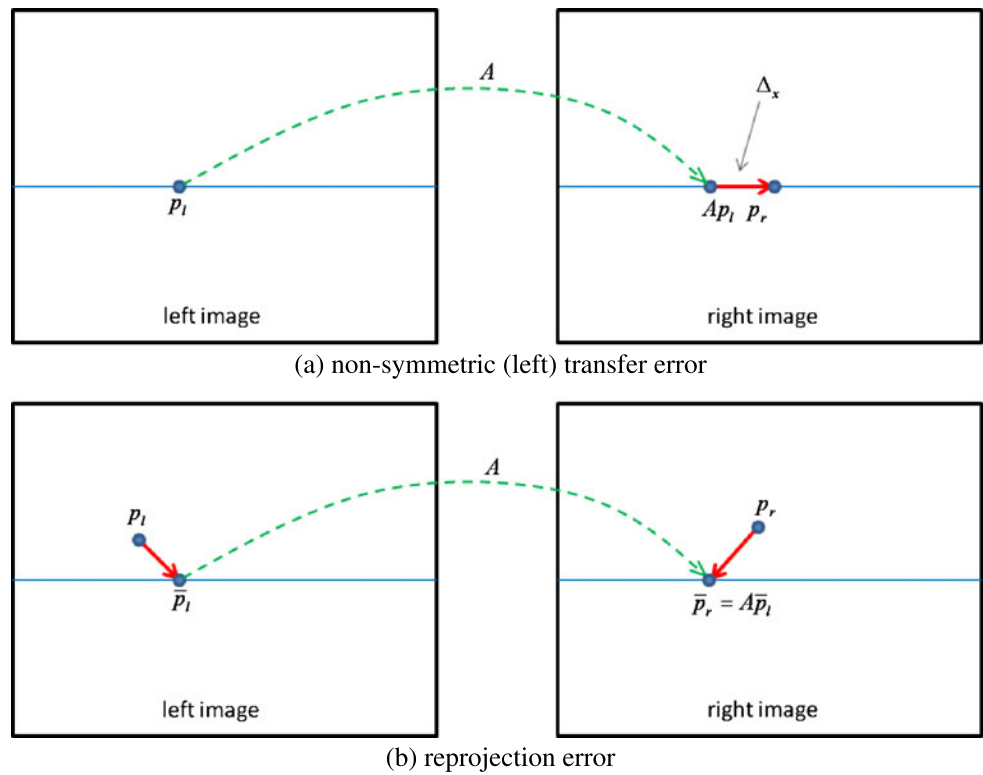 A
Δₓ
pₗ
Apₗ pᵣ
left image
right image
(a) non-symmetric (left) transfer error
A
pₗ
pᵣ
p̅ₗ
p̅ᵣ = Ap̅ₗ
left image
right image
(b) reprojection error